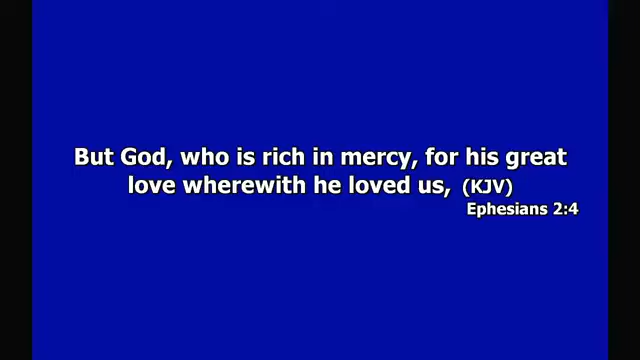 But God, who is rich in mercy, for his great
love wherewith he loved us, (KJV)
Ephesians 2:4